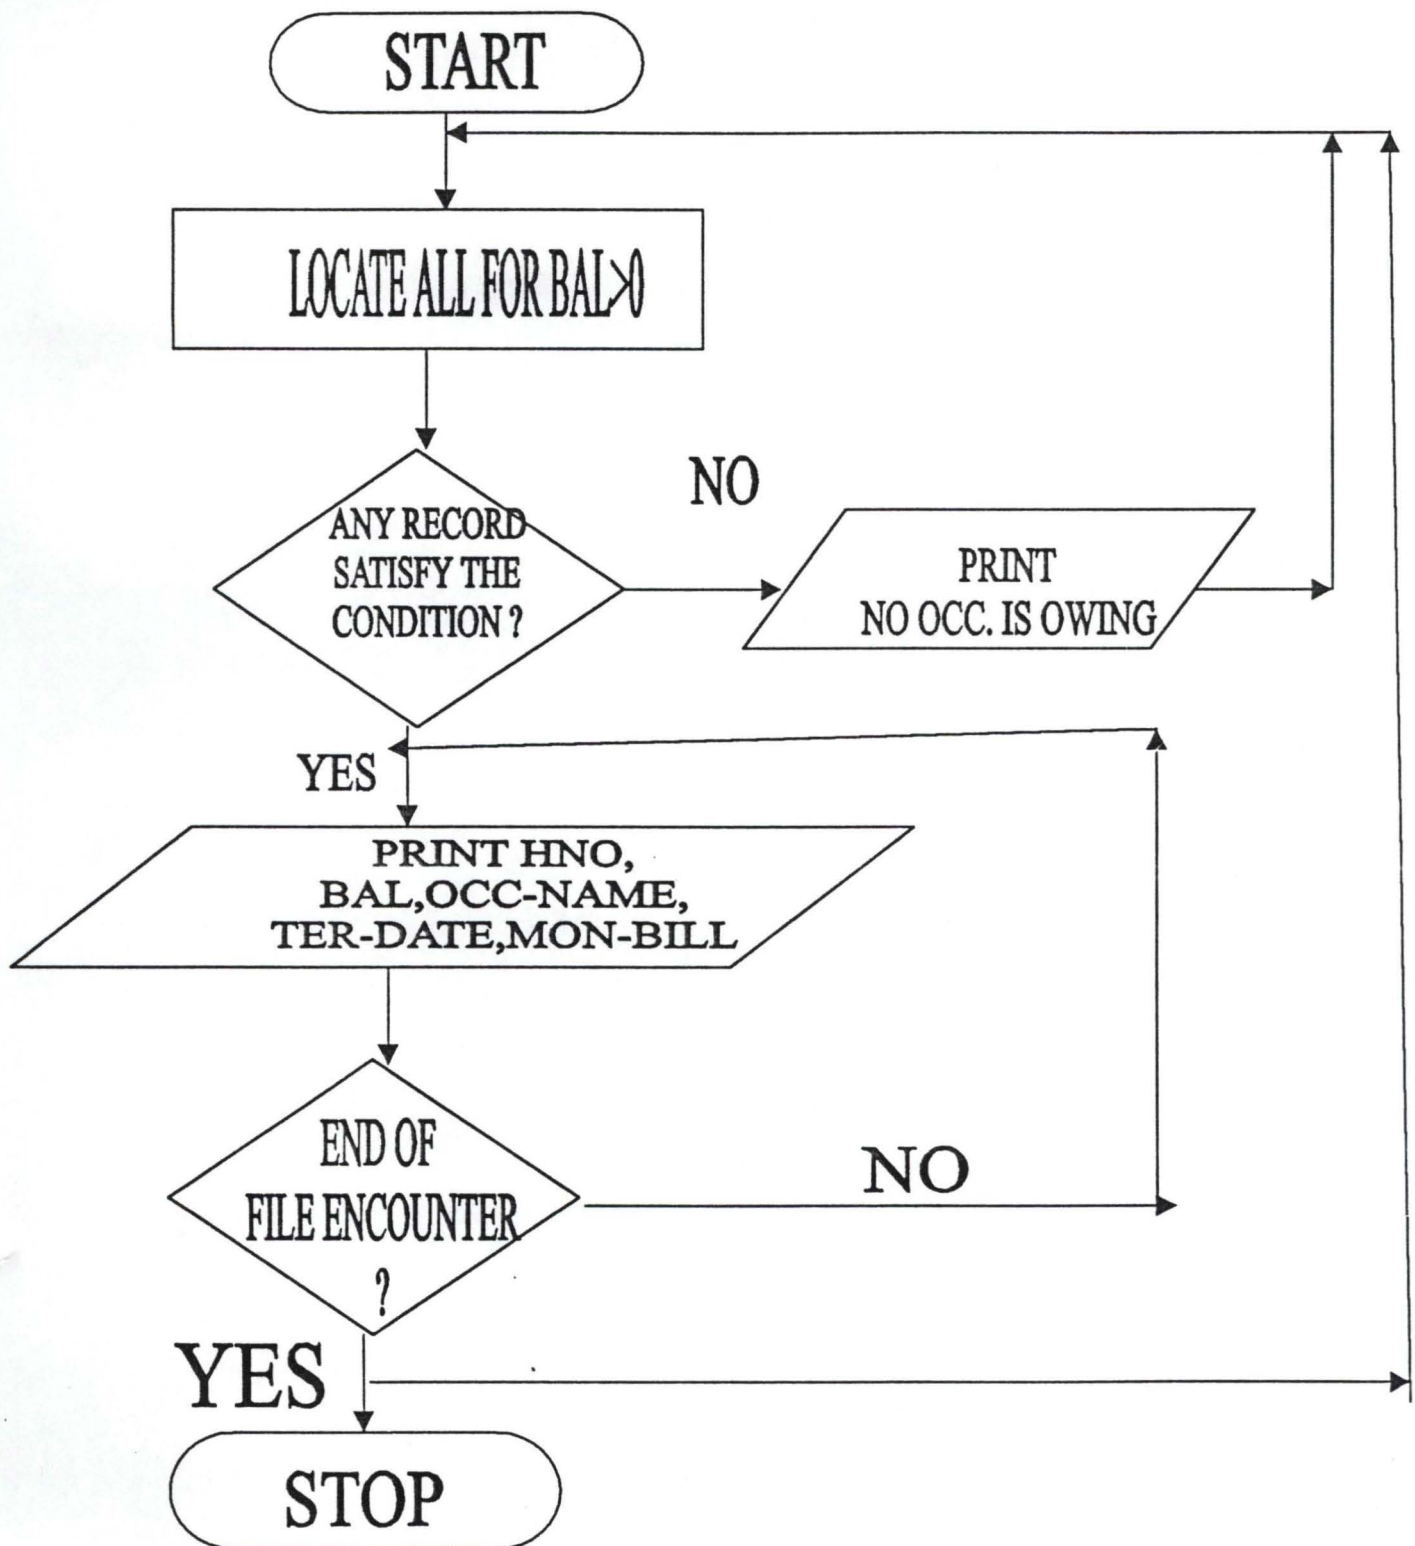 START
LOCATE ALL FOR BAL>0
NO
ANY RECORD
SATISFY THE
CONDITION ?
PRINT
NO OCC. IS OWING
YES
PRINT HNO,
BAL,OCC-NAME,
TER-DATE,MON-BILL
END OF
FILE ENCOUNTER
?
NO
YES
STOP